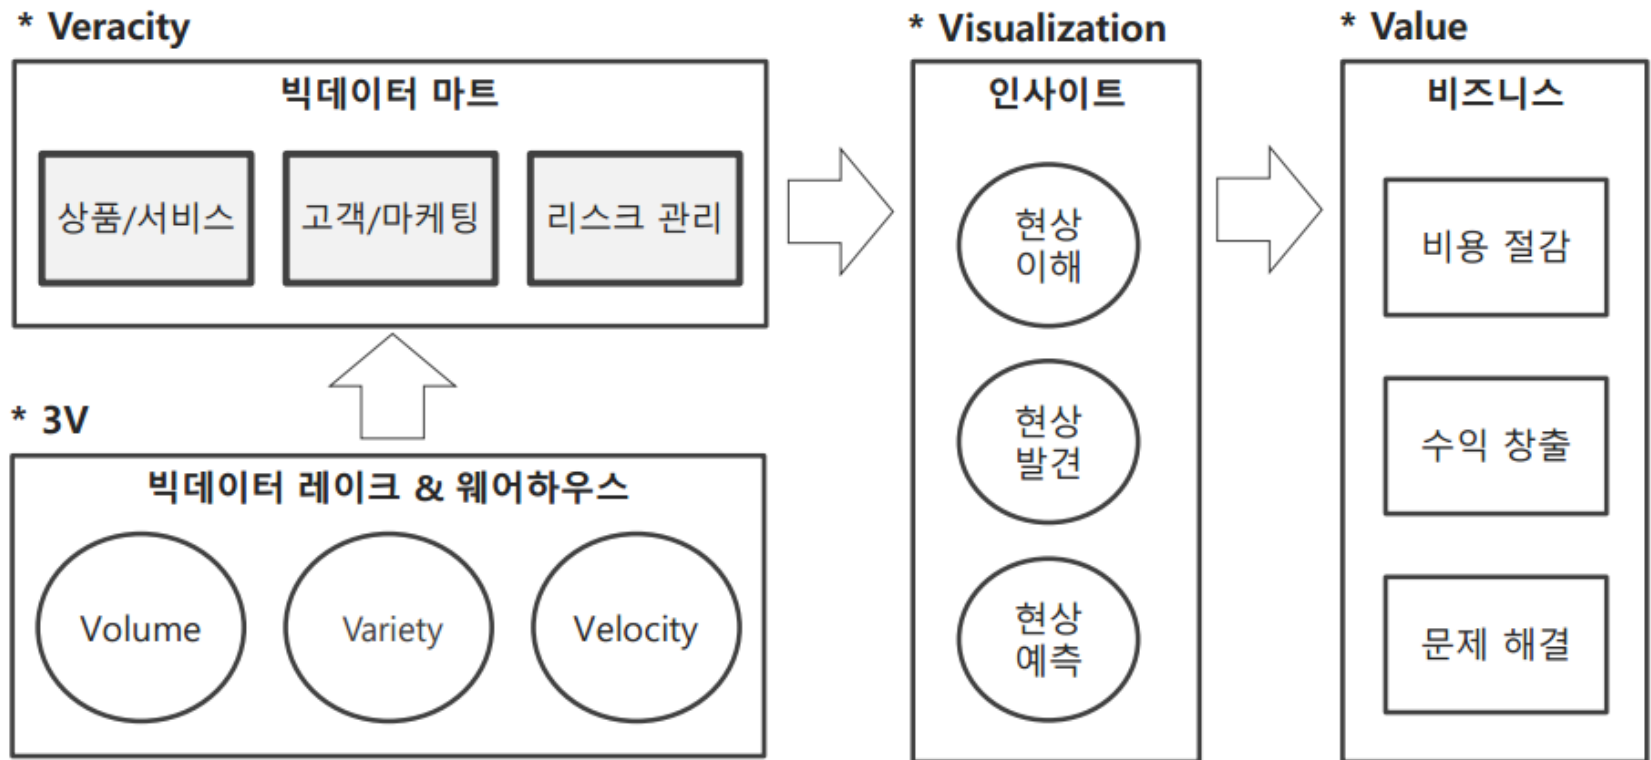 * Veracity
빅데이터 마트
상품/서비스
고객/마케팅
리스크 관리
* 3V
빅데이터 레이크 & 웨어하우스
Volume
Variety
Velocity
* Visualization
인사이트
현상
이해
현상
발견
현상
예측
* Value
비즈니스
비용 절감
수익 창출
문제 해결